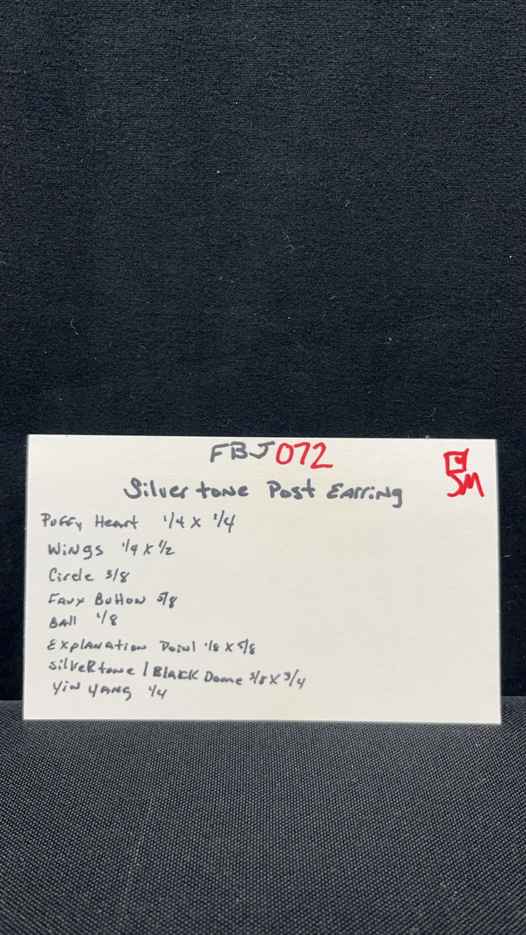 FBJ072
SM
Silvertone Post Earring
Puffy Heart 1/4 x 1/4
Wings 1/4 x 1/2
Circle 3/8
Faux Button 5/8
Ball 1/8
Explanation Point 1/8 x 5/8
Silvertone / Black Dome 3/8 x 3/4
Yin Yang 1/4